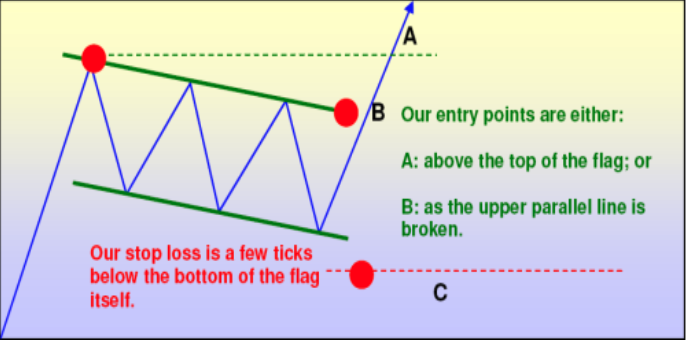 A
B
Our entry points are either:
A: above the top of the flag; or
B: as the upper parallel line is
broken.
Our stop loss is a few ticks
below the bottom of the flag
itself.
C